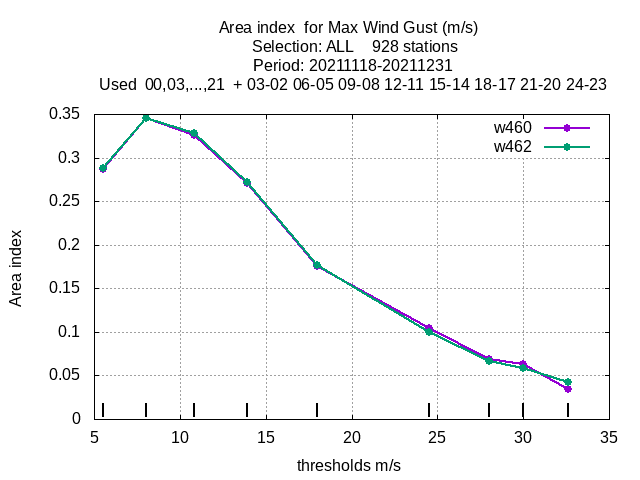 Area index  for Max Wind Gust (m/s)
Selection: ALL    928 stations
Period: 20211118-20211231
Used  00,03,...,21  + 03-02 06-05 09-08 12-11 15-14 18-17 21-20 24-23
0.35
w460
w462
0.3
0.25
0.2
Area index
0.15
0.1
0.05
0
5 10 15 20 25 30 35
thresholds m/s